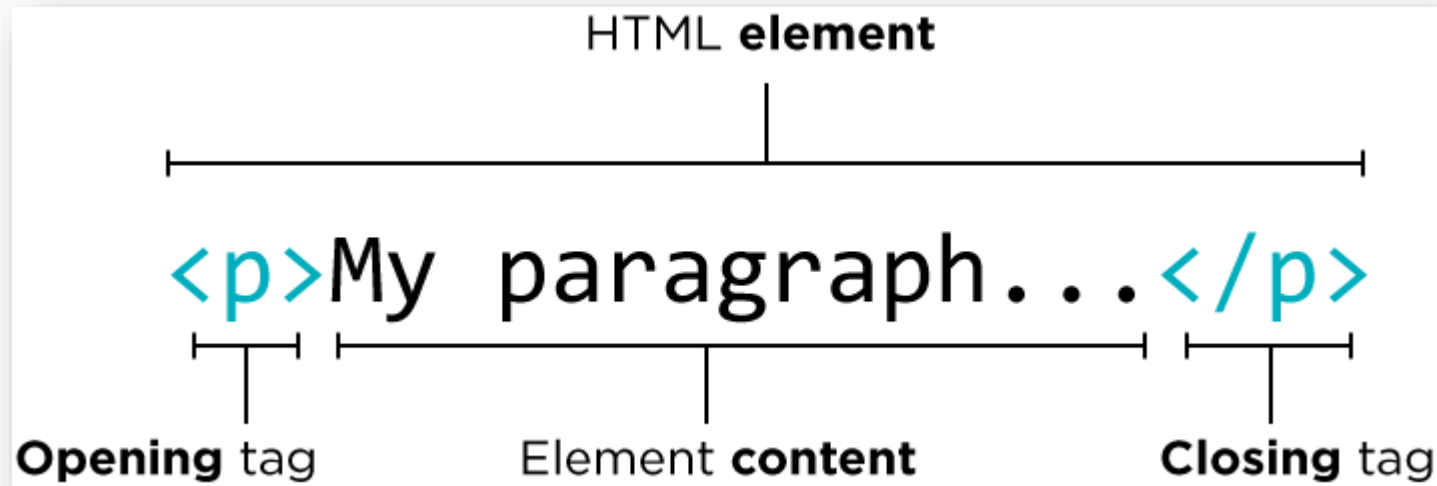 HTML element
<p>My paragraph...</p>
Opening tag Element content Closing tag